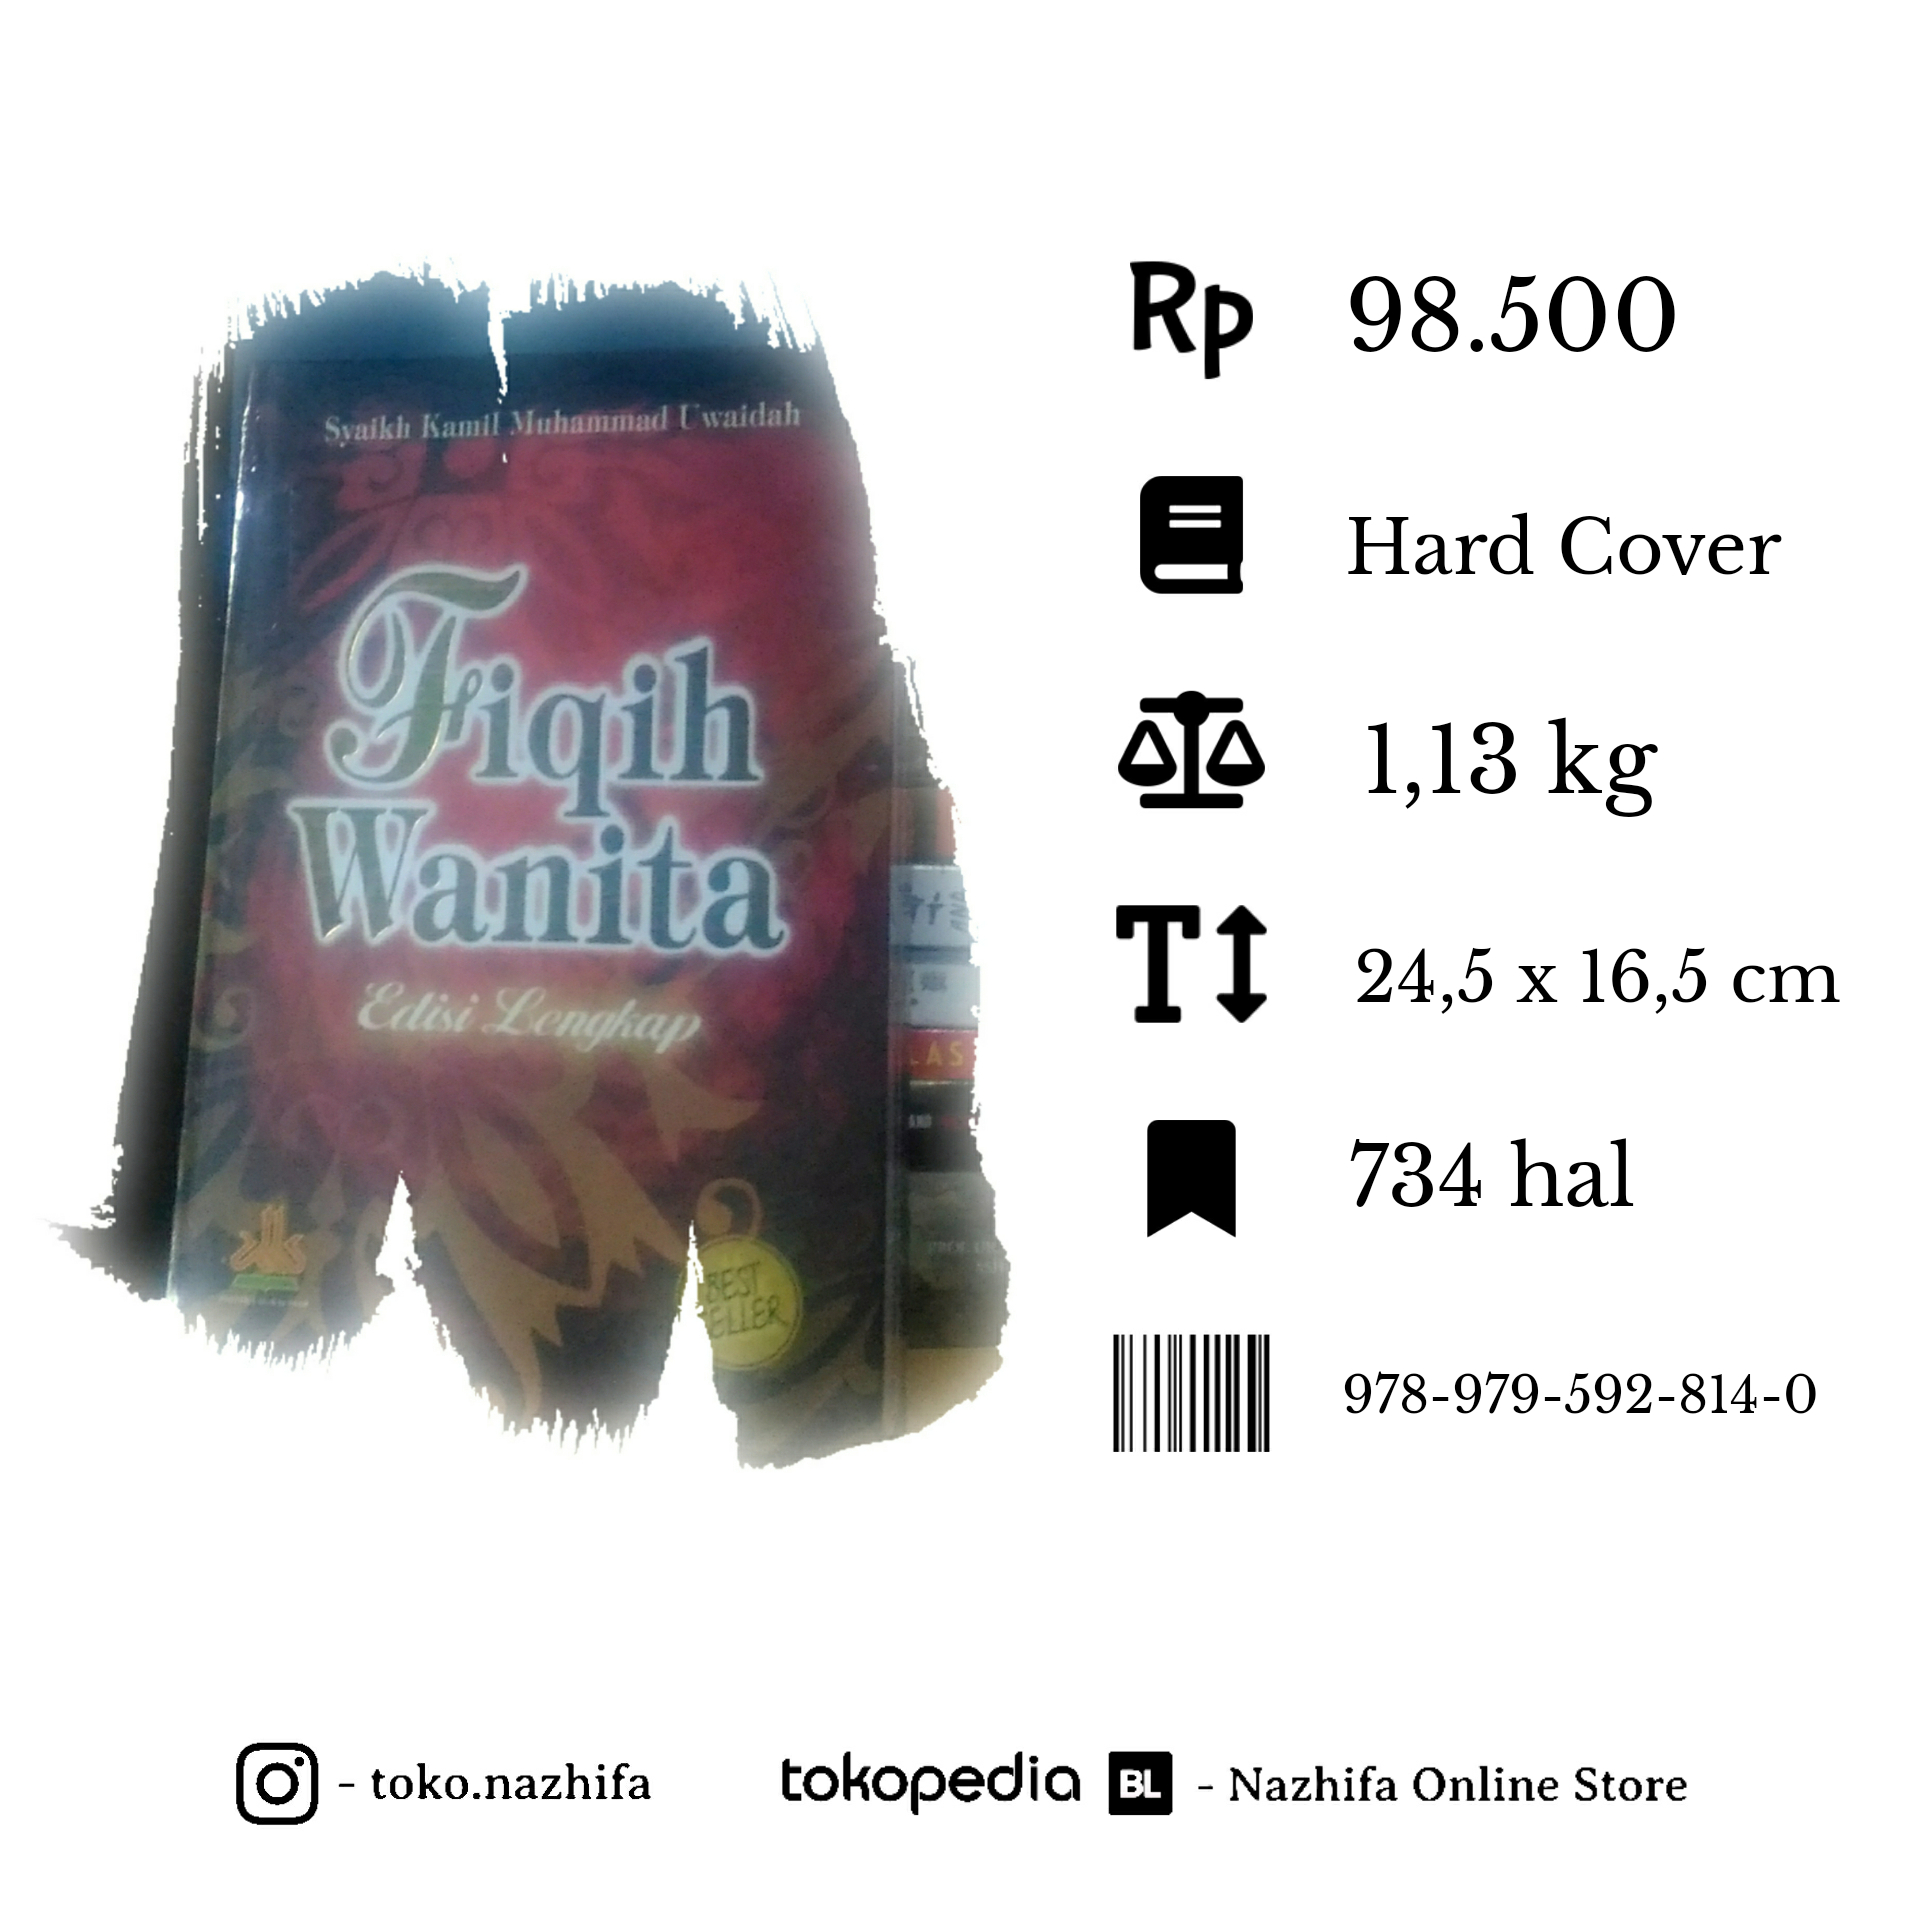 Syaikh Kamil Muhammad Uwaidah
Fiqih
Wanita
Edisi Lengkap
BEST
AND
Rp 98.500
Hard Cover
1,13 kg
T 24,5 x 16,5 cm
734 hal
978-979-592-814-0
- toko.nazhifa
tokopedia BL - Nazhifa Online Store